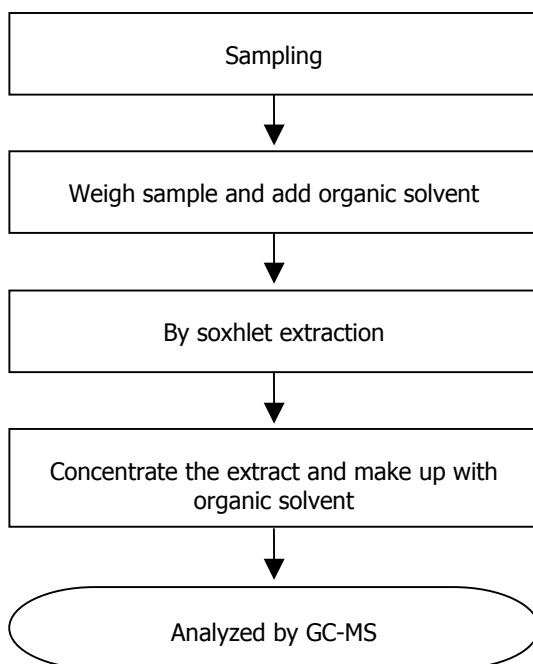 Sampling
Weigh sample and add organic solvent
By soxhlet extraction
Concentrate the extract and make up with
organic solvent
Analyzed by GC-MS